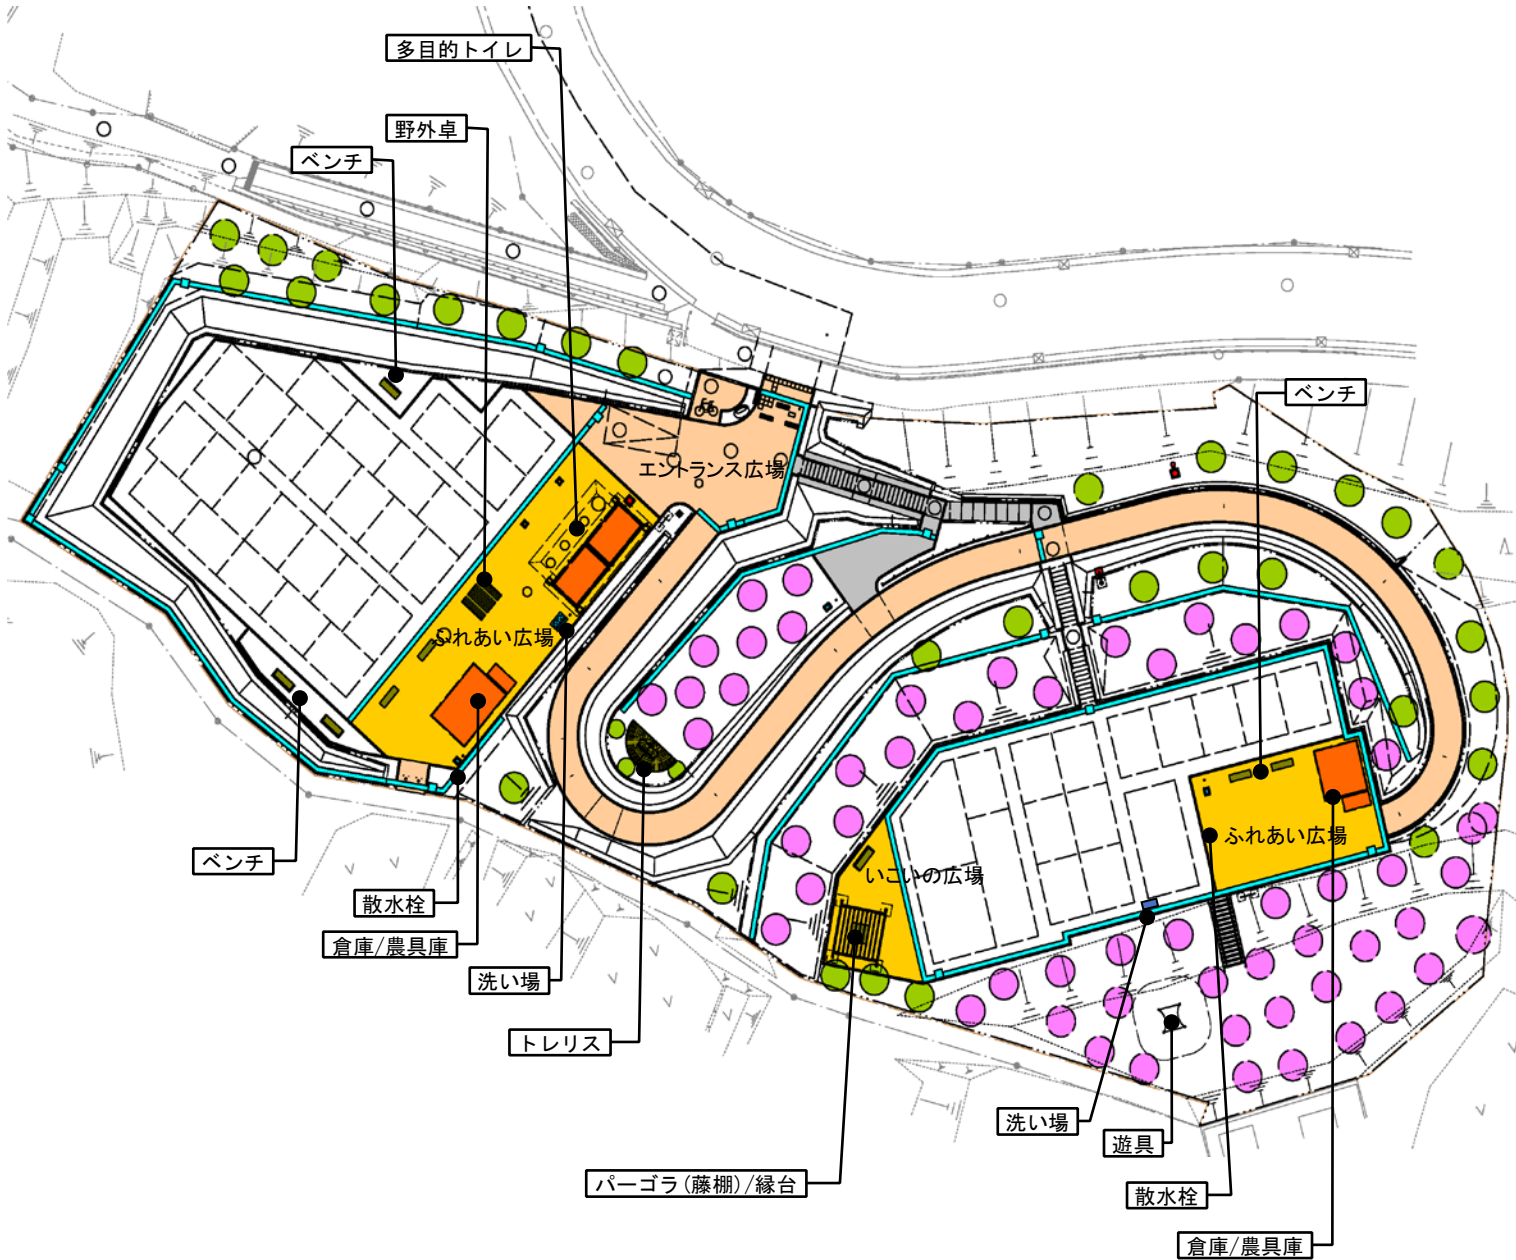 多目的トイレ
野外卓
ベンチ
ベンチ
エントランス広場
ふれあい広場
ふれあい広場
いこいの広場
ベンチ
散水栓
倉庫/農具庫
洗い場
トレリス
洗い場
遊具
パーゴラ(藤棚)/縁台
散水栓
倉庫/農具庫